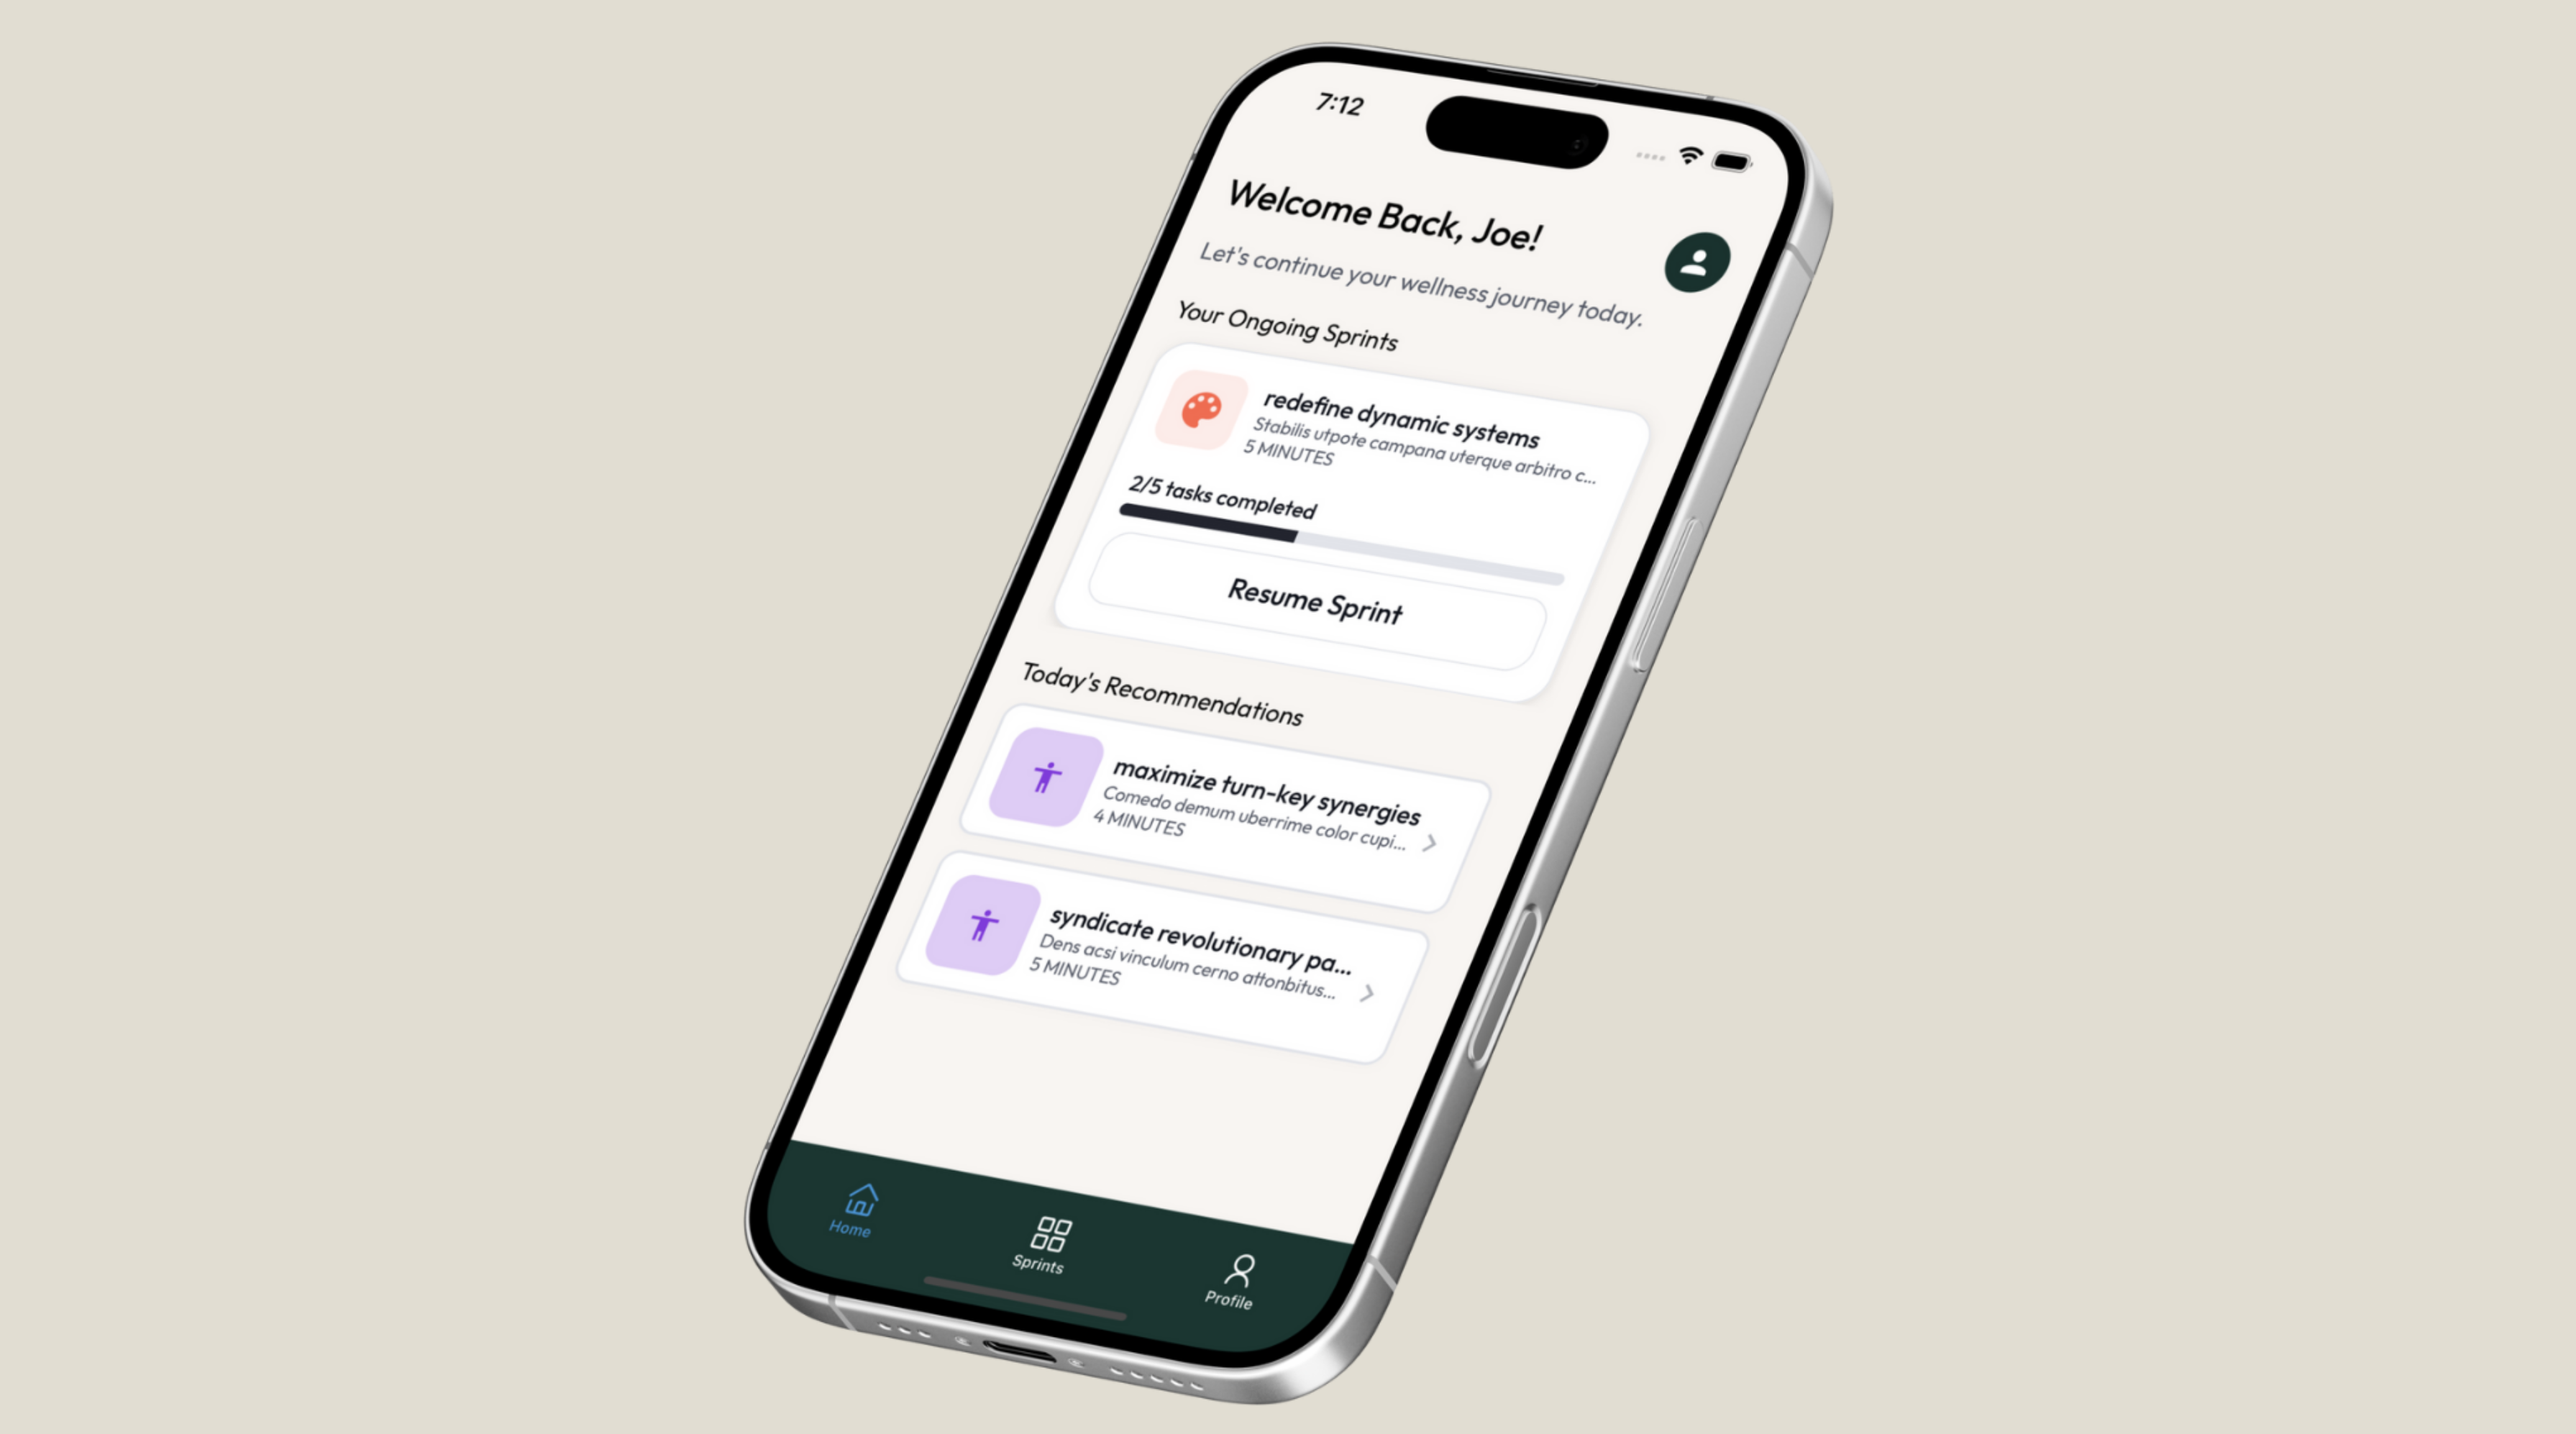 7:12
Welcome Back, Joe!
Let's continue your wellness journey today.
Your Ongoing Sprints
redefine dynamic systems
Stabilis utpote campana uterque arbitro c...
5 MINUTES
2/5 tasks completed
Resume Sprint
Today's Recommendations
maximize turn-key synergies
Comedo demum uberrime color cupi...
4 MINUTES
syndicate revolutionary pa...
Dens acsi vinculum cerno attonbitus...
5 MINUTES
Home
Sprints
Profile